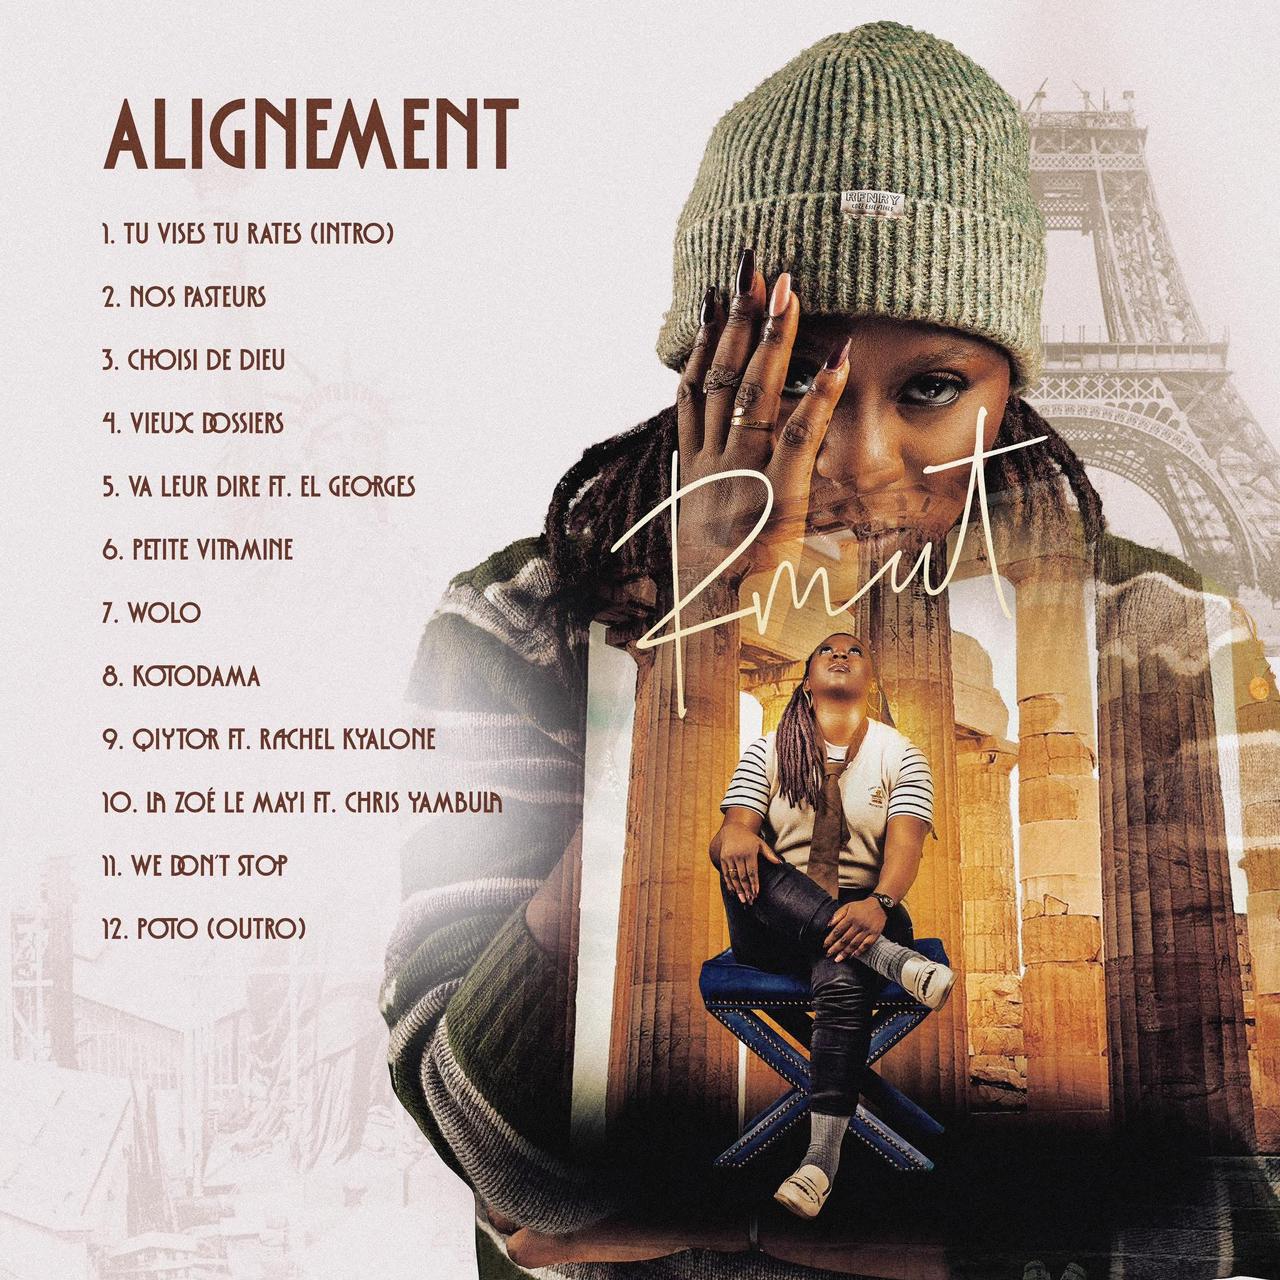 ALIGNEMENT
1. TU VISES TU RATES (INTRO)
2. NOS PASTEURS
3. CHOISI DE DIEU
4. VIEUX DOSSIERS
5. VA LEUR DIRE FT. EL GEORGES
6. PETITE VITAMINE
7. WOLO
8. KOTODAMA
9. QIYTOR FT. RACHEL KYALONE
10. LA ZOÉ LE MAYI FT. CHRIS YAMBULA
11. WE DON'T STOP
12. POTO (OUTRO)
RFNRY
Rmut